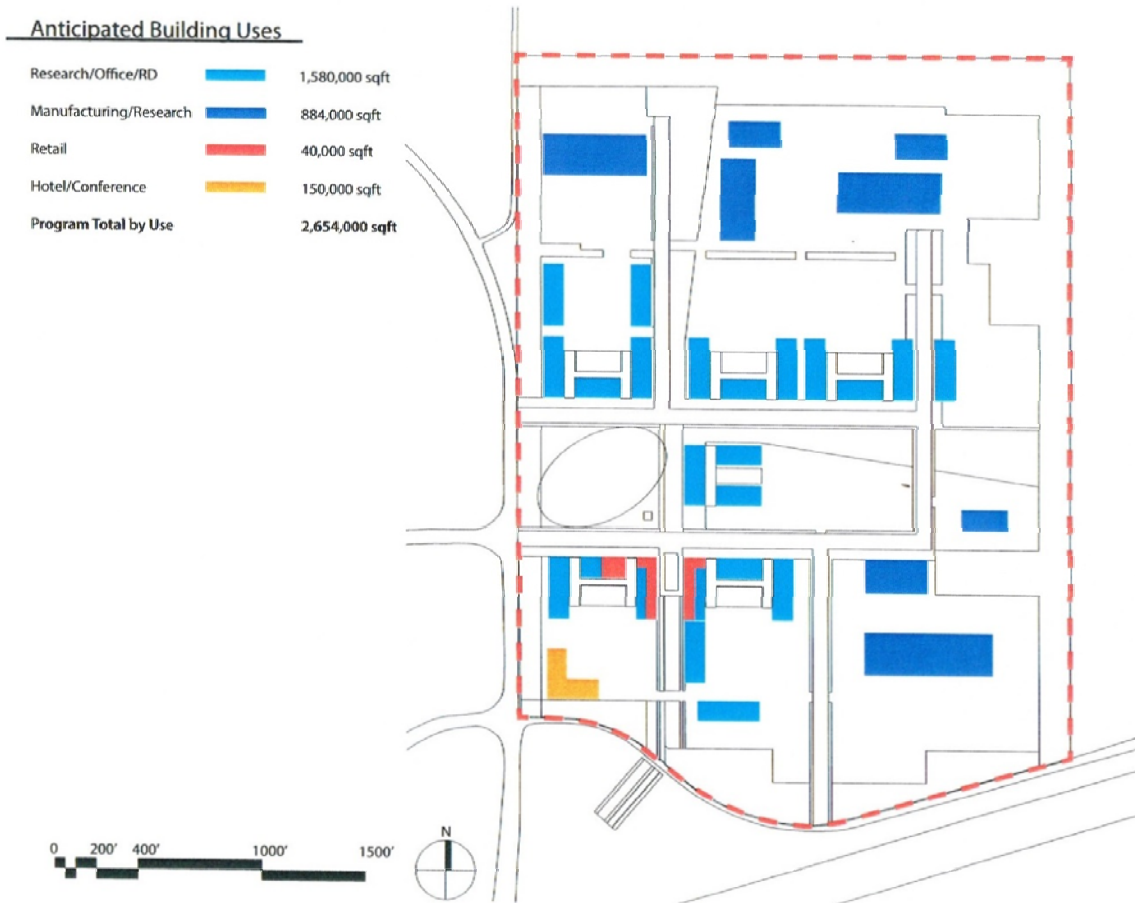 Anticipated Building Uses
Research/Office/RD 1,580,000 sqft
Manufacturing/Research 884,000 sqft
Retail 40,000 sqft
Hotel/Conference 150,000 sqft
Program Total by Use 2,654,000 sqft
N
0 200' 400' 1000' 1500'